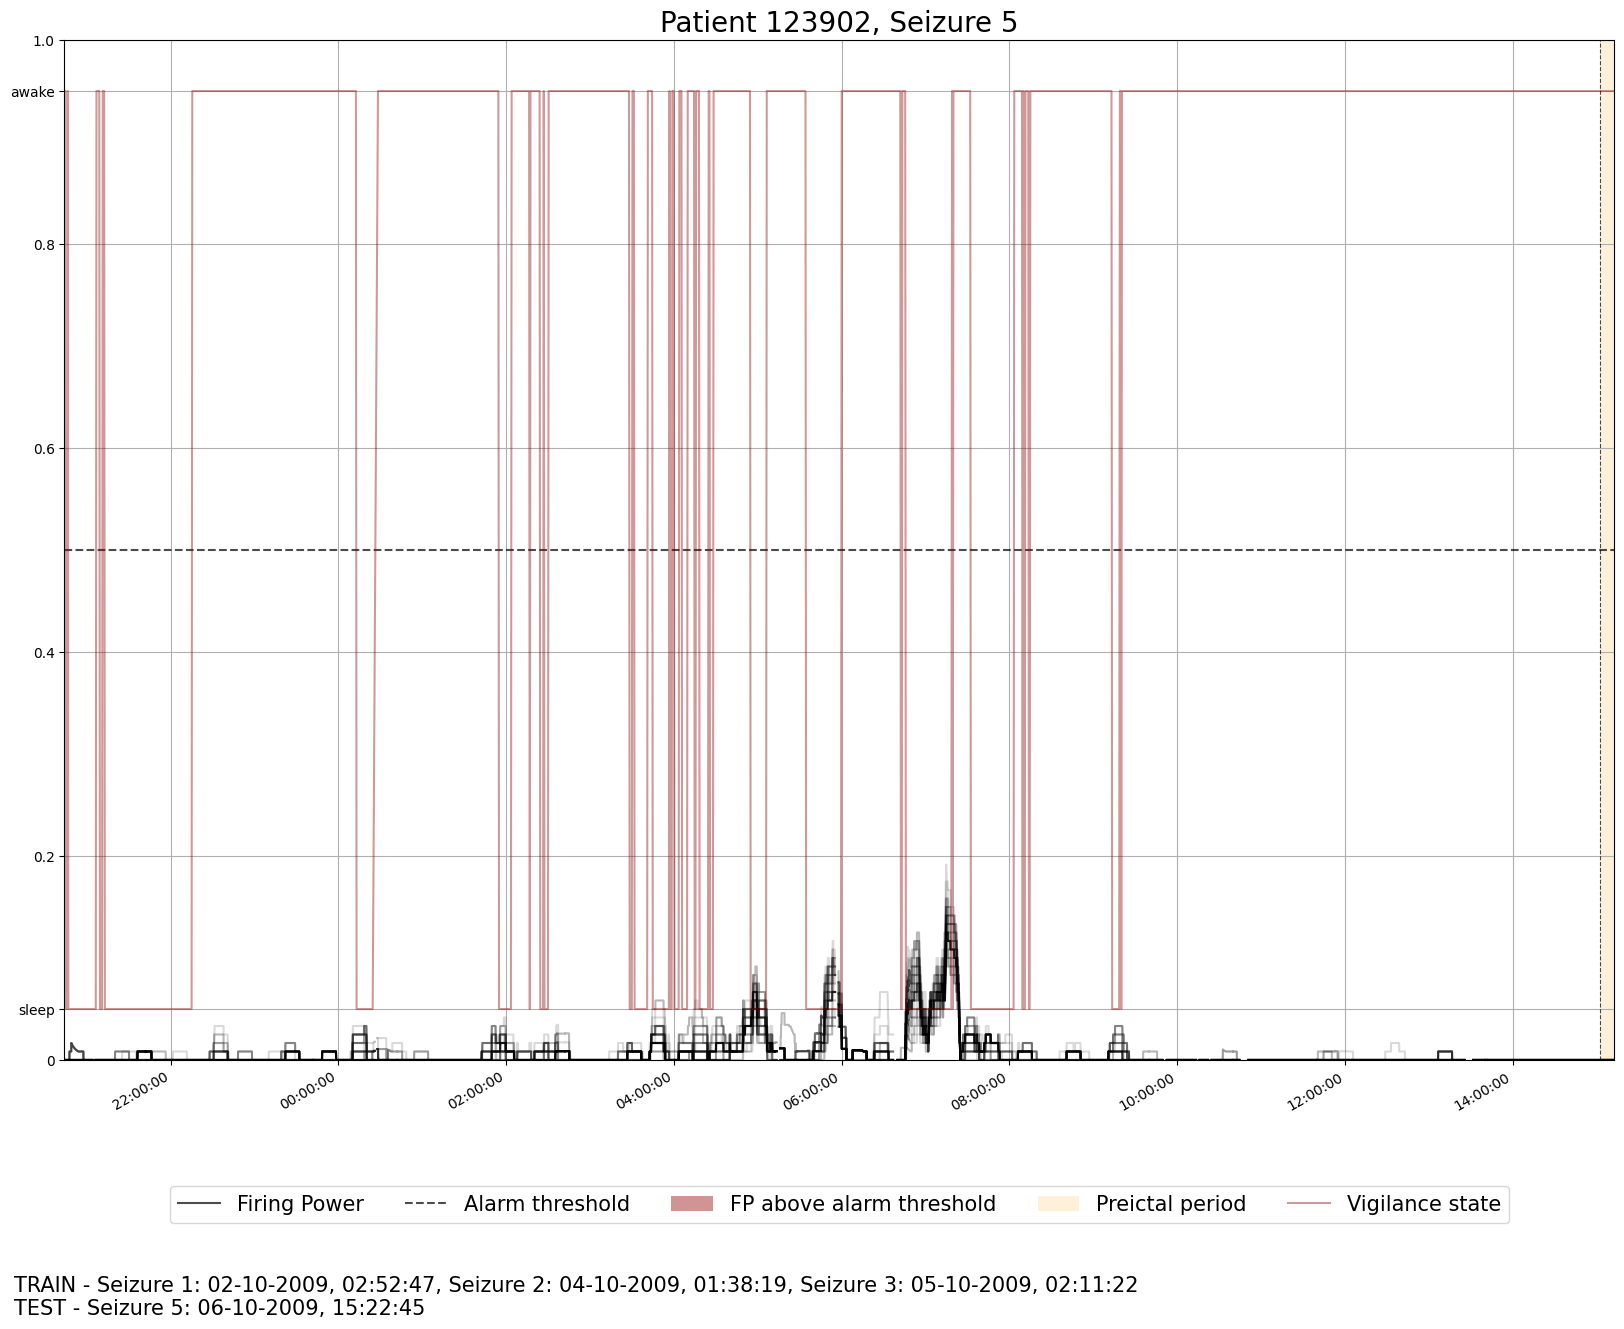 Patient 123902, Seizure 5
1.0
awake
0.8
0.6
0.4
0.2
sleep
0
22:00:00
00:00:00
02:00:00
04:00:00
06:00:00
08:00:00
10:00:00
12:00:00
14:00:00
Firing Power
Alarm threshold
FP above alarm threshold
Preictal period
Vigilance state
TRAIN - Seizure 1: 02-10-2009, 02:52:47, Seizure 2: 04-10-2009, 01:38:19, Seizure 3: 05-10-2009, 02:11:22
TEST - Seizure 5: 06-10-2009, 15:22:45